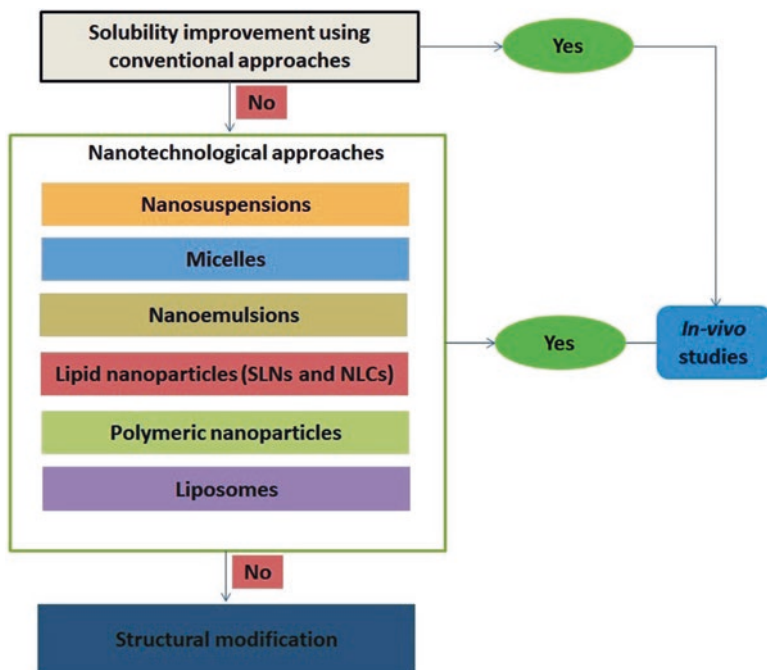 Solubility improvement using
conventional approaches
Yes
No
Nanotechnological approaches
Nanosuspensions
Micelles
Nanoemulsions
Lipid nanoparticles (SLNs and NLCs)
Polymeric nanoparticles
Liposomes
Yes
In-vivo
studies
No
Structural modification